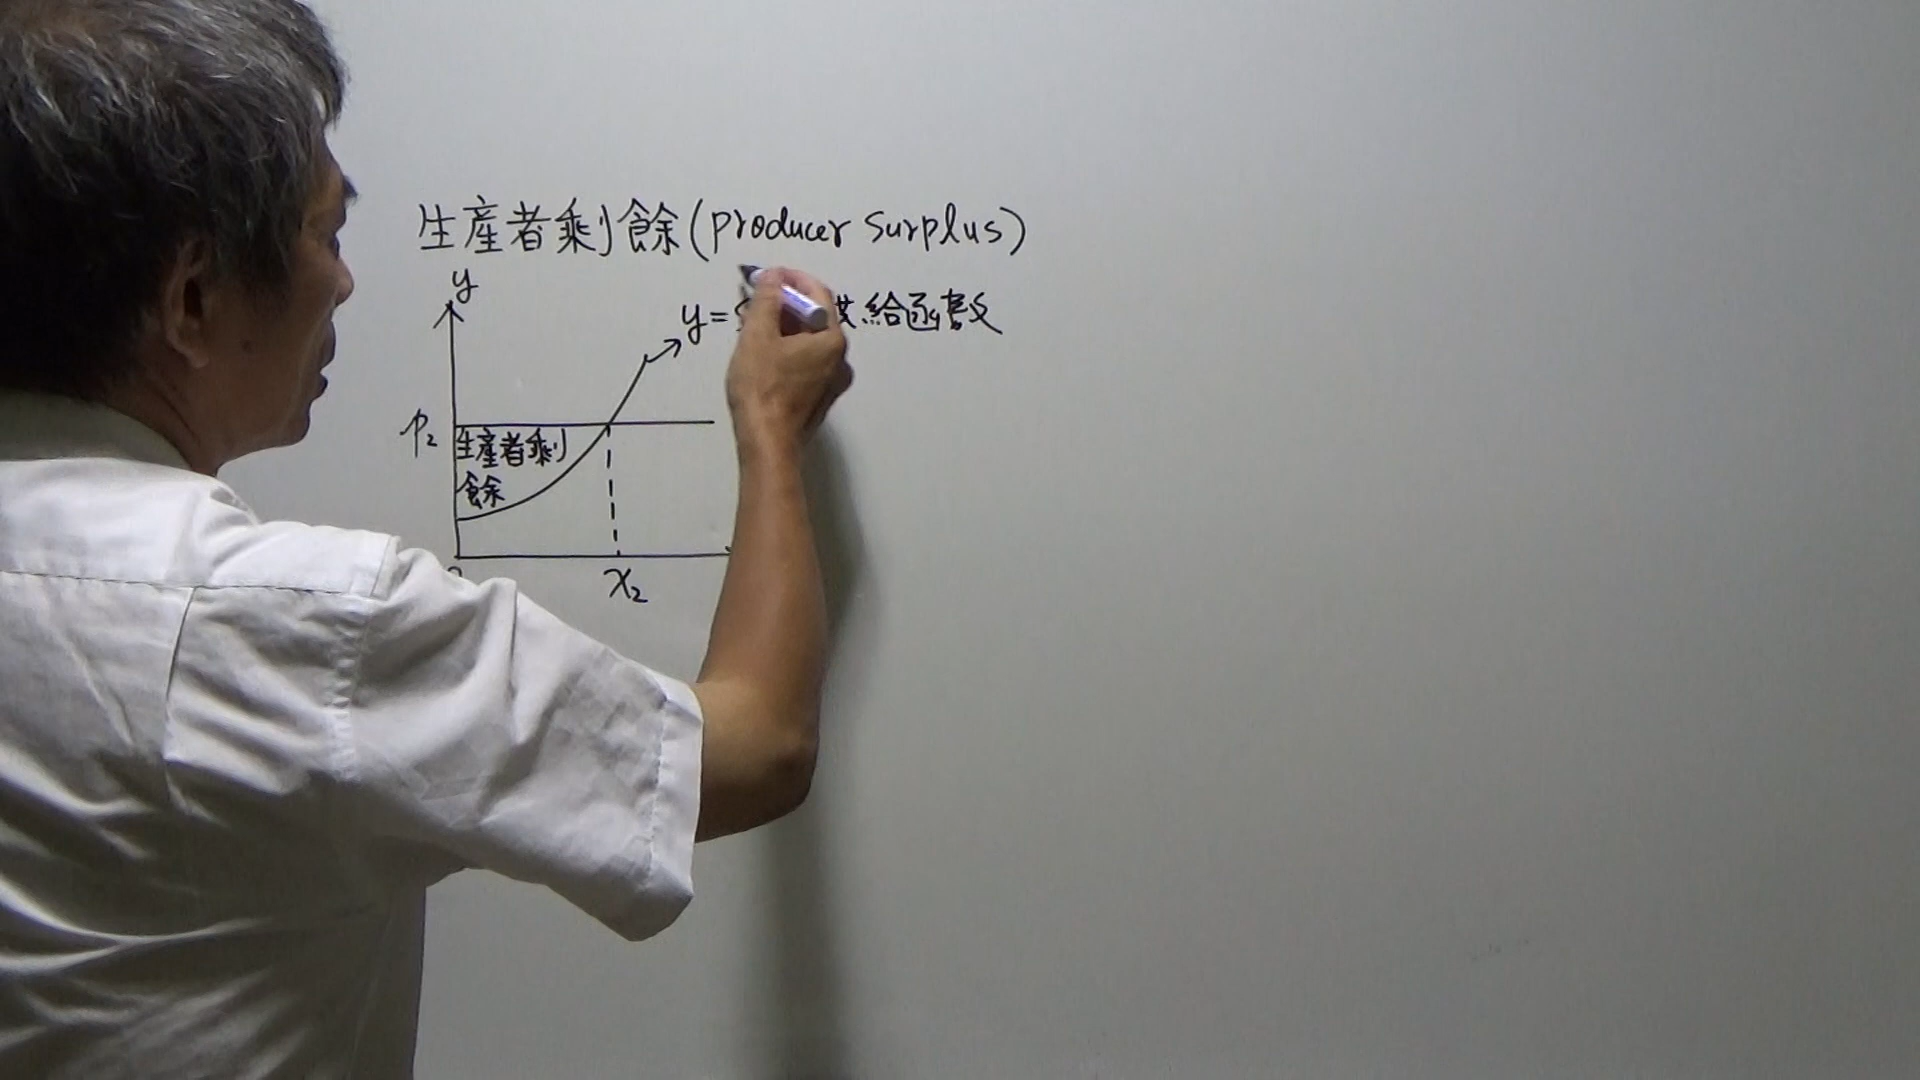 生產者剩餘(producer surplus)
y
y= 供給函數
p₂
生產者剩
餘
x₂